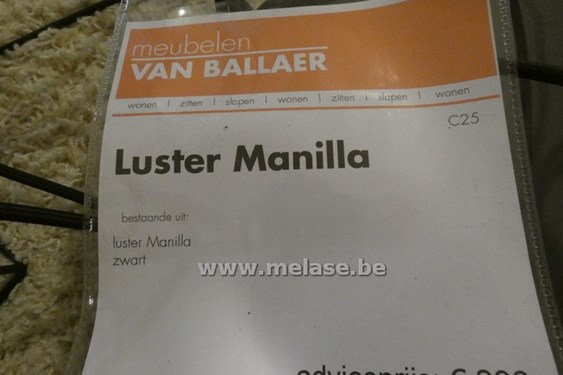 meubelen
VAN BALLAER
wonen | zitten | slapen | wonen | zitten | slapen | wonen
C25
Luster Manilla
bestaande uit:
luster Manilla
zwart
www.melase.be
adviesprijs: €